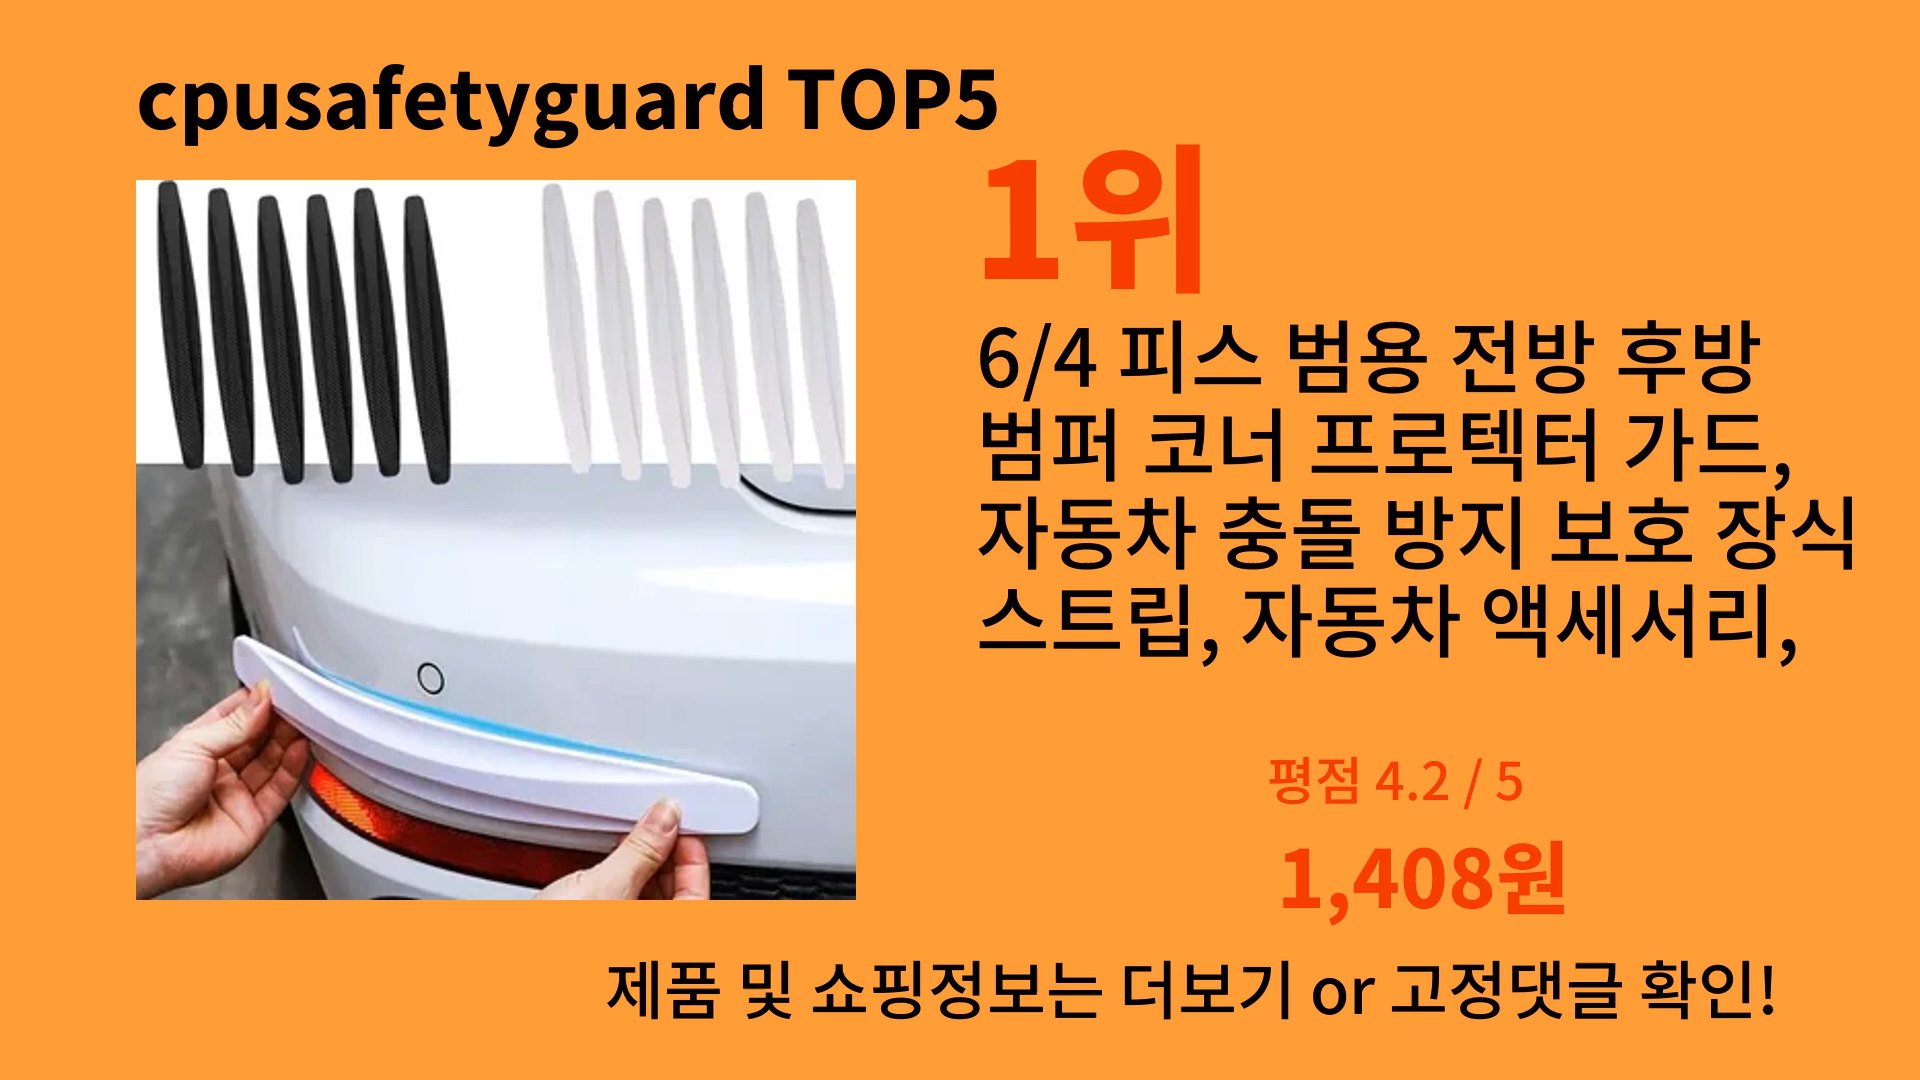 cpusafetyguard TOP5
1위
6/4 피스 범용 전방 후방
범퍼 코너 프로텍터 가드,
자동차 충돌 방지 보호 장식
스트립, 자동차 액세서리,
평점 4.2 / 5
1,408원
제품 및 쇼핑정보는 더보기 or 고정댓글 확인!